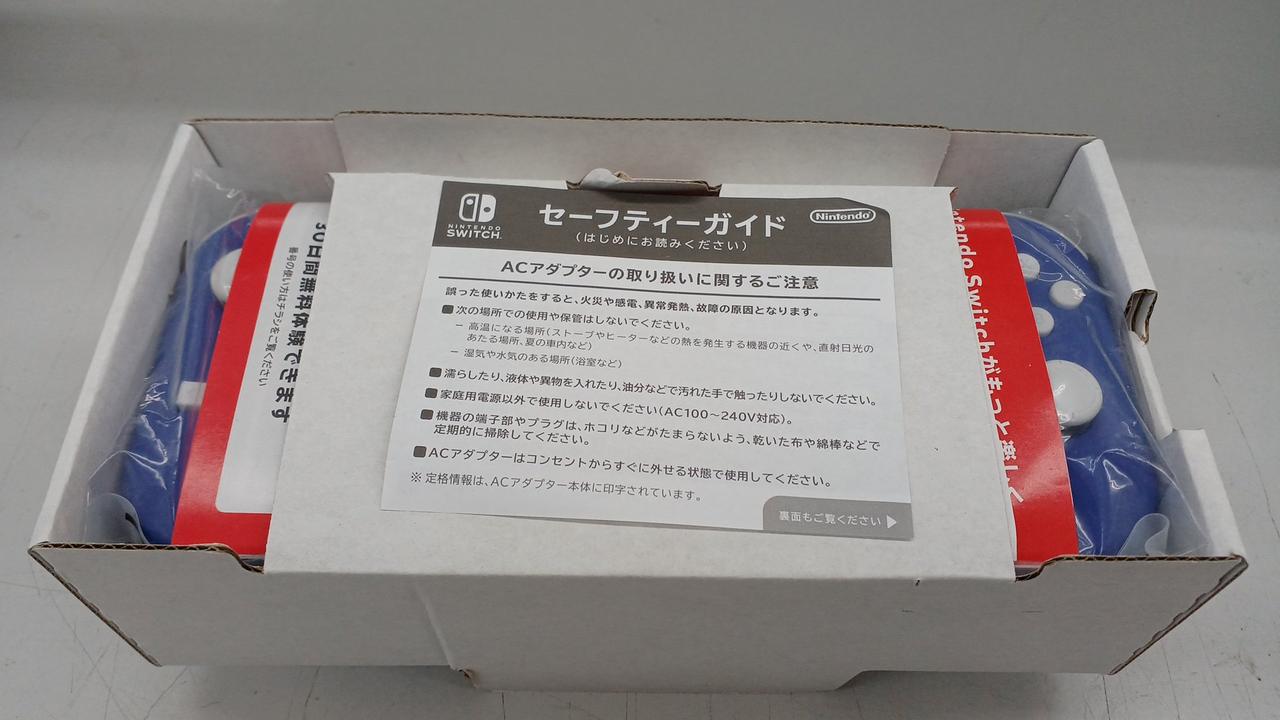 NINTENDO
SWITCH
セーフティーガイド
(はじめにお読みください)
Nintendo
ACアダプターの取り扱いに関するご注意
誤った使いかたをすると、火災や感電、異常発熱、故障の原因となります。
■次の場所での使用や保管はしないでください。
− 高温になる場所(ストーブやヒーターなどの熱を発生する機器の近くや、直射日光の
あたる場所、夏の車内など)
− 湿気や水気のある場所(浴室など)
■濡らしたり、液体や異物を入れたり、油分などで汚れた手で触ったりしないでください。
■家庭用電源以外で使用しないでください(AC100～240V対応)。
■機器の端子部やプラグは、ホコリなどがたまらないよう、乾いた布や綿棒などで
定期的に掃除してください。
■ACアダプターはコンセントからすぐに外せる状態で使用してください。
※ 定格情報は、ACアダプター本体に印字されています。
裏面もご覧ください ▶
30日間無料体験できます
番号の使い方はチラシをご覧ください
ntendo Switchがもっと楽しく